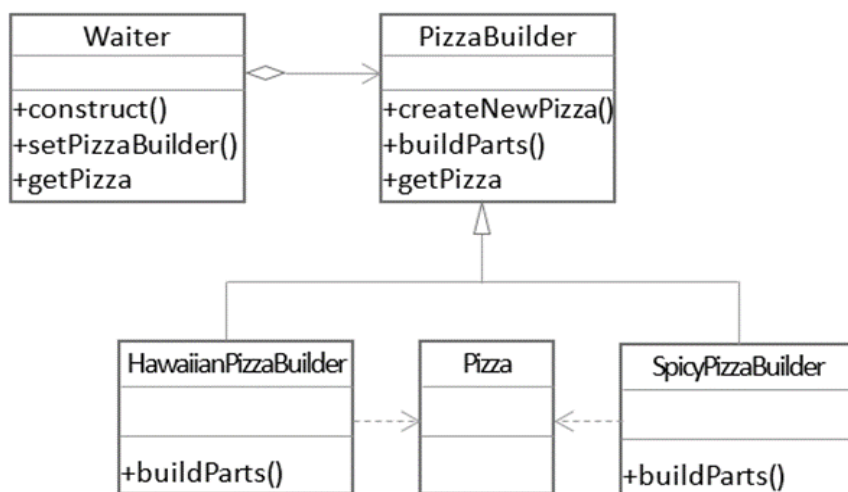 Waiter
+construct()
+setPizzaBuilder()
+getPizza
PizzaBuilder
+createNewPizza()
+buildParts()
+getPizza
HawaiianPizzaBuilder
+buildParts()
Pizza
SpicyPizzaBuilder
+buildParts()